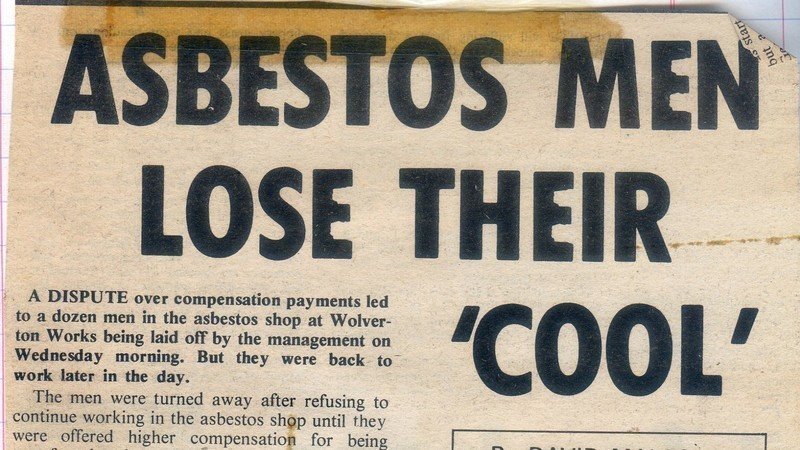 ASBESTOS MEN
LOSE THEIR
'COOL'
A DISPUTE over compensation payments led
to a dozen men in the asbestos shop at Wolver-
ton Works being laid off by the management on
Wednesday morning. But they were back to
work later in the day.
The men were turned away after refusing to
continue working in the asbestos shop until they
were offered higher compensation for being
start
but a